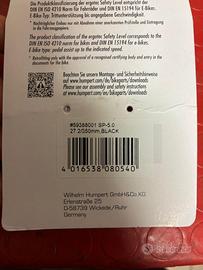 Die Produktklassifizierung der ergotec Safety Level entspricht der
DIN EN ISO 4210 Norm für Fahrräder und DIN EN 15194 für E-Bikes.
E-Bike-Typ: Trittunterstützung bis angegebene Geschwindigkeit.
The product classification of the ergotec Safety Level corresponds to the
DIN EN ISO 4210 norm for bikes and DIN EN 15194 for E-bikes.
E-bike type: pedal assist up to the indicated speed.
Beachten Sie unsere Montage- und Sicherheitshinweise
www.humpert.com/de/bikeparts/downloads
Please see our assembly and safety instructions at
www.humpert.com/en/bikeparts/downloads
#59388001 SP-5.0
27.2/350mm, BLACK
4 016538 080540
Wilhelm Humpert GmbH&Co.KG
Erlenstraße 25
D-58739 Wickede/Ruhr
Germany
subito